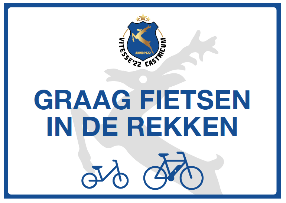 VITESSE'22 CASTRICUM
GRAAG FIETSEN
IN DE REKKEN